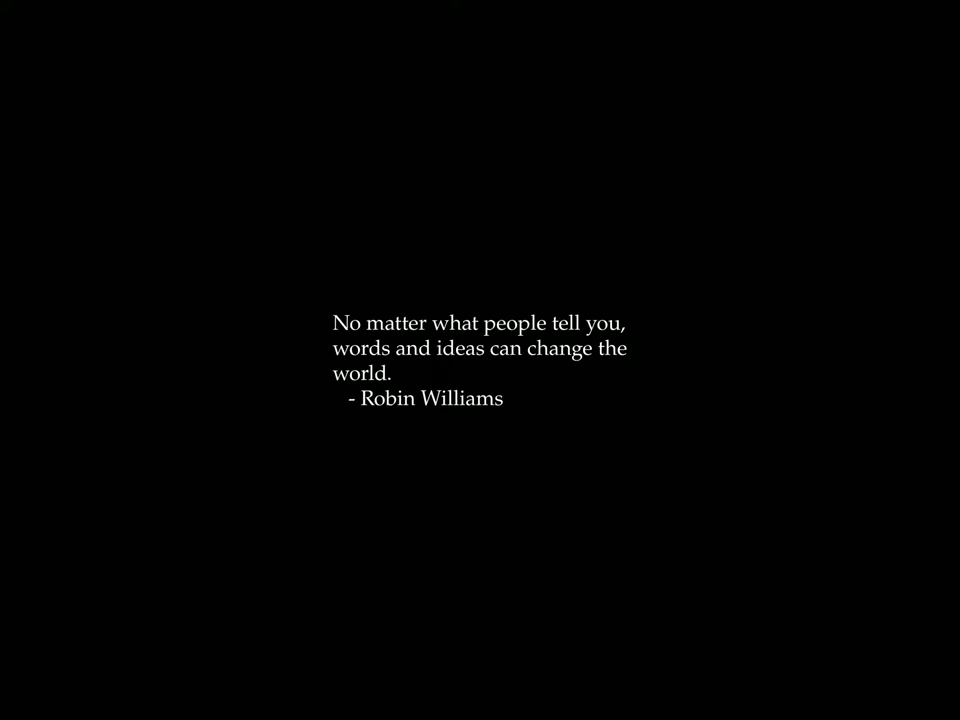 No matter what people tell you,
words and ideas can change the
world.
- Robin Williams